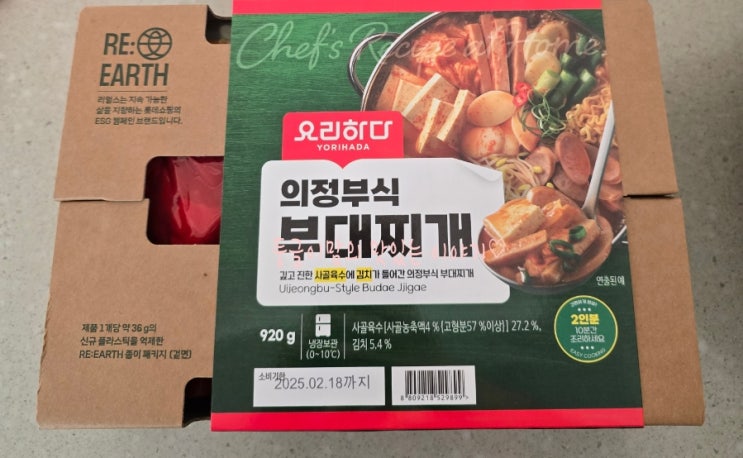 RE:
EARTH
리얼스는 지속 가능한
삶을 지향하는 롯데쇼핑의
ESG 캠페인 브랜드입니다.
제품 1개당 약 36g의
신규 플라스틱을 억제한
RE:EARTH 종이 패키지 (겉면)
Chef's Recipe at Home
요리하다
YORIHADA
의정부식
부대찌개
깊고 진한 사골육수에 김치가 들어간 의정부식 부대찌개
Uijeongbu-Style Budae Jjigae
연출된 예
920 g
냉장보관
(0~10℃)
사골육수[사골농축액4 % (고형분57 %이상)] 27.2 %,
김치 5.4 %
2인분
10분간
조리하세요
EASY COOKING
소비기한
2025.02.18까지
8 809218 529899 >